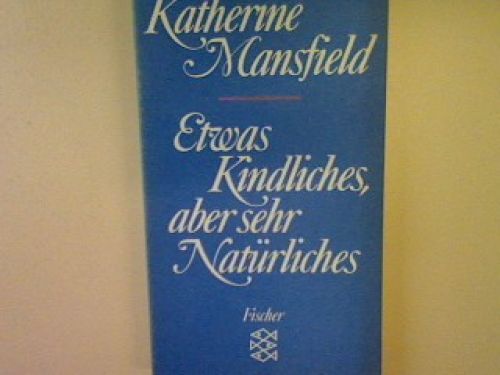 Katherine
Mansfield
Etwas
Kindliches,
aber sehr
Natürliches
Fischer